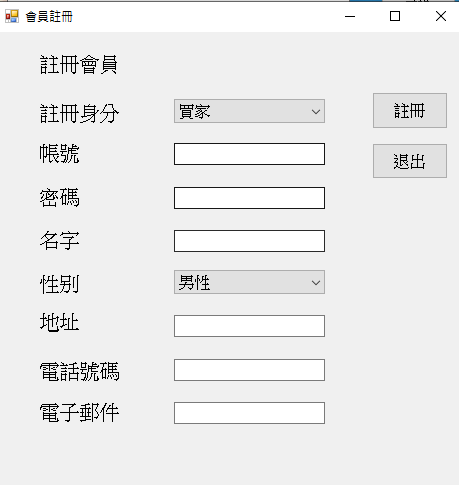 會員註冊
註冊會員
註冊身分 買家 註冊
帳號 退出
密碼
名字
性別 男性
地址
電話號碼
電子郵件